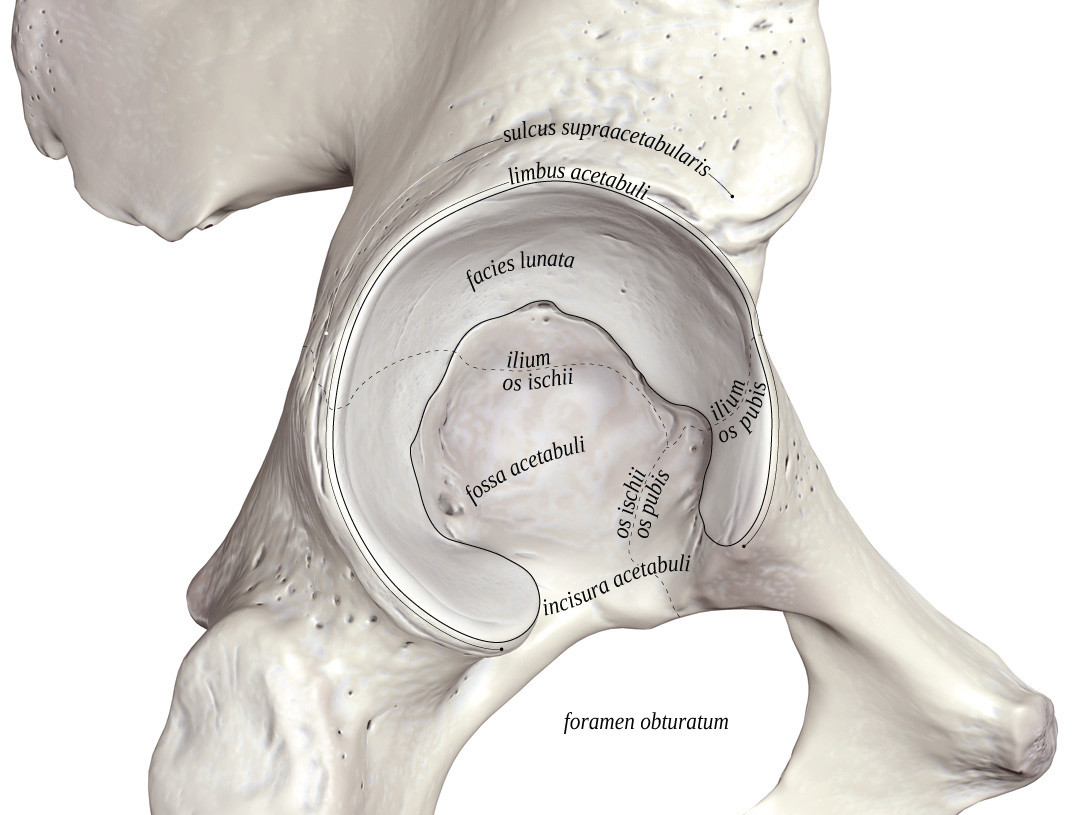 sulcus supraacetabularis
limbus acetabuli
facies lunata
ilium
os ischii
ilium
os pubis
fossa acetabuli
os ischii
os pubis
incisura acetabuli
foramen obturatum